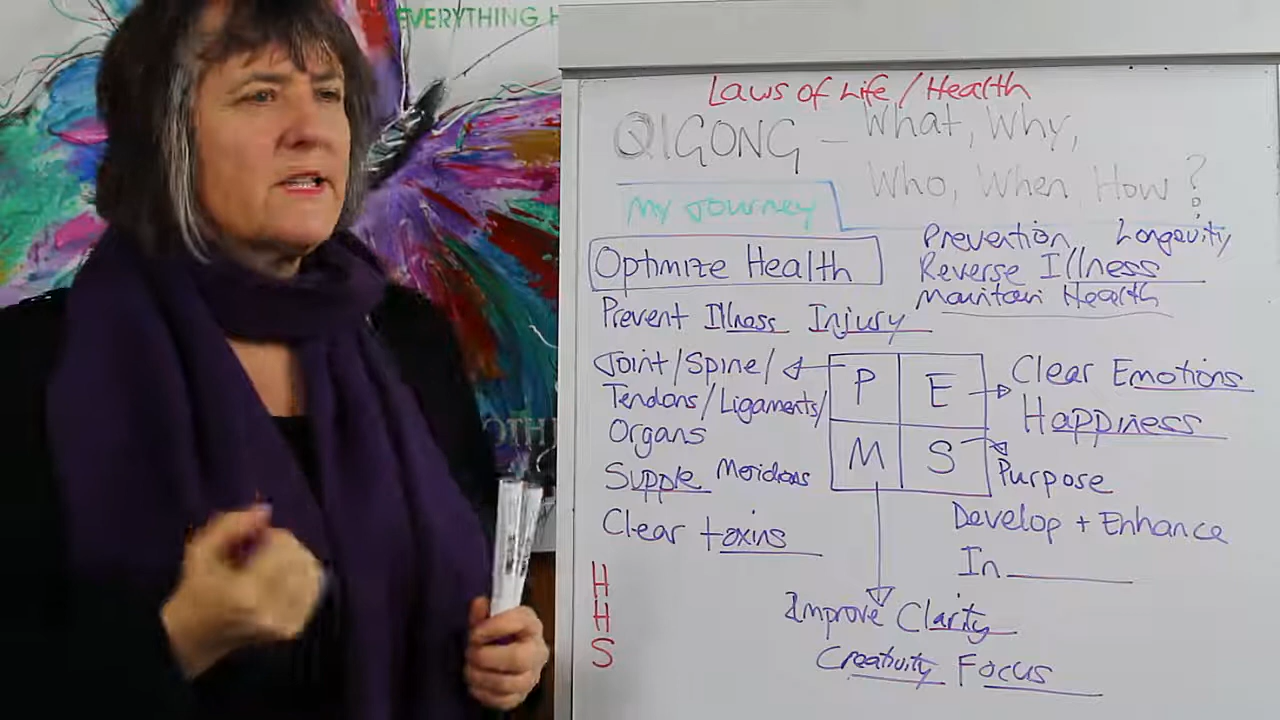 EVERYTHING H
OTH
Laws of Life / Health
QIGONG - What, Why,
Who, When How?
My Journey
Prevention, Longevity
Optimize Health
Reverse Illness
Maintain Health
Prevent Illness Injury
Joint/Spine/
Tendons/Ligaments/
Organs
Supple Meridians
Clear toxins
P E
M S
Clear Emotions
Happiness
Purpose
Develop + Enhance
In
H
H
S
Improve Clarity
Creativity Focus